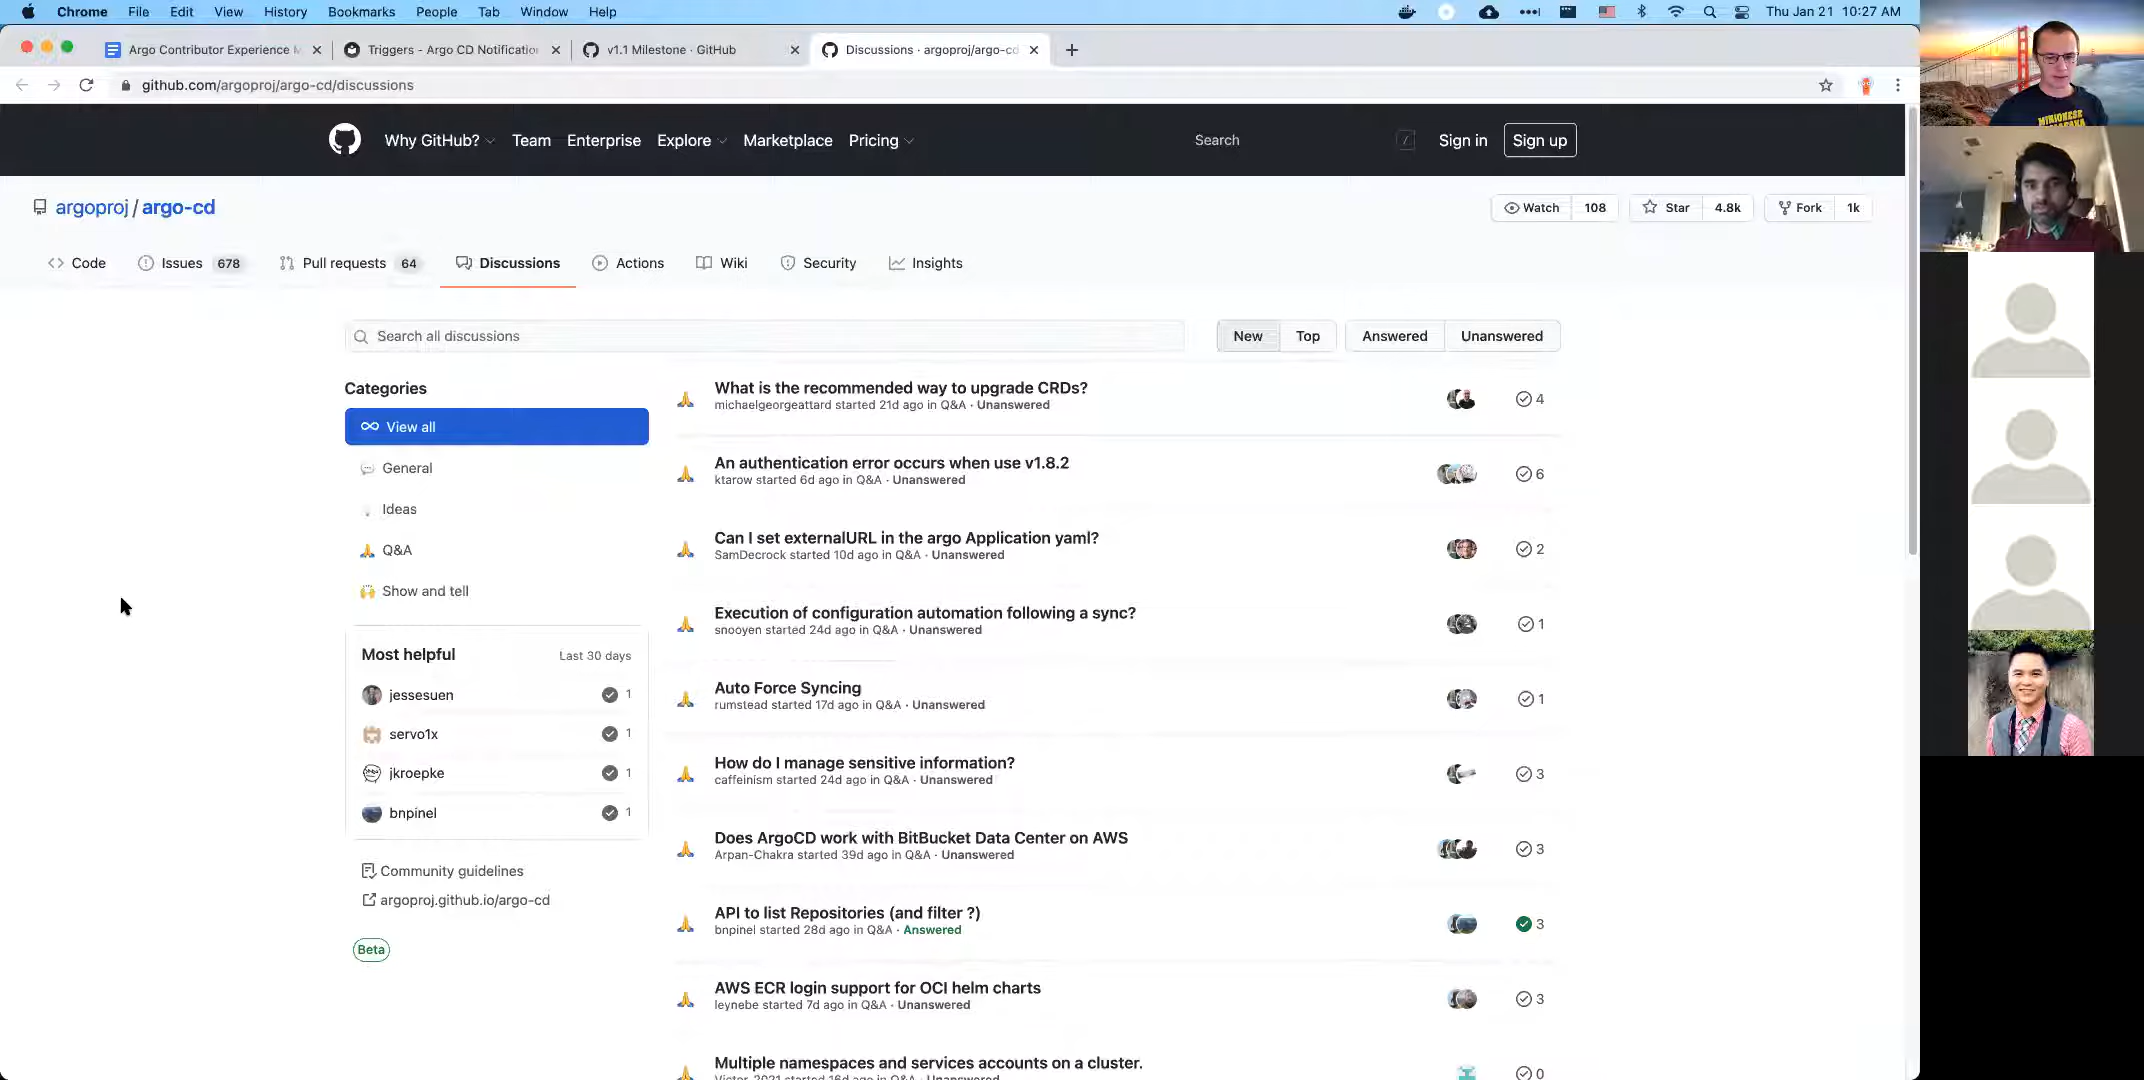 Chrome File Edit View History Bookmarks People Tab Window Help Thu Jan 21 10:27 AM
Argo Contributor Experience Triggers - Argo CD Notificatio v1.1 Milestone · GitHub Discussions · argoproj/argo-cd
github.com/argoproj/argo-cd/discussions
Why GitHub? Team Enterprise Explore Marketplace Pricing Search / Sign in Sign up
argoproj / argo-cd Watch 108 Star 4.8k Fork 1k
Code Issues 678 Pull requests 64 Discussions Actions Wiki Security Insights
Search all discussions New Top Answered Unanswered
Categories
View all
General
Ideas
Q&A
Show and tell
Most helpful Last 30 days
jessesuen 1
servo1x 1
jkroepke 1
bnpinel 1
Community guidelines
argoproj.github.io/argo-cd
Beta
What is the recommended way to upgrade CRDs?
michaelgeorgeattard started 21d ago in Q&A · Unanswered
4
An authentication error occurs when use v1.8.2
ktarow started 6d ago in Q&A · Unanswered
6
Can I set externalURL in the argo Application yaml?
SamDecrock started 10d ago in Q&A · Unanswered
2
Execution of configuration automation following a sync?
snooyen started 24d ago in Q&A · Unanswered
1
Auto Force Syncing
rumstead started 17d ago in Q&A · Unanswered
1
How do I manage sensitive information?
caffeinism started 24d ago in Q&A · Unanswered
3
Does ArgoCD work with BitBucket Data Center on AWS
Arpan-Chakra started 39d ago in Q&A · Unanswered
3
API to list Repositories (and filter ?)
bnpinel started 28d ago in Q&A · Answered
3
AWS ECR login support for OCI helm charts
leynebe started 7d ago in Q&A · Unanswered
3
Multiple namespaces and services accounts on a cluster.
Victor-2021 started 16d ago in Q&A · Unanswered
0